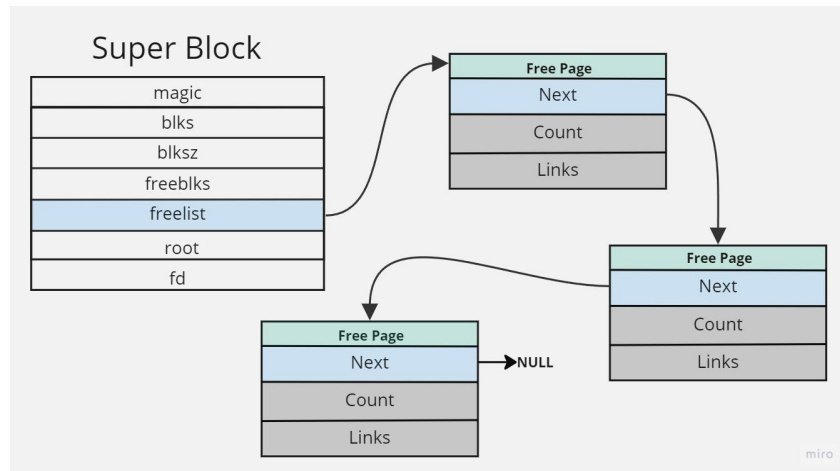 Super Block
magic
blks
blksz
freeblks
freelist
root
fd
Free Page
Next
Count
Links
Free Page
Next
Count
Links
Free Page
Next
NULL
Count
Links
miro